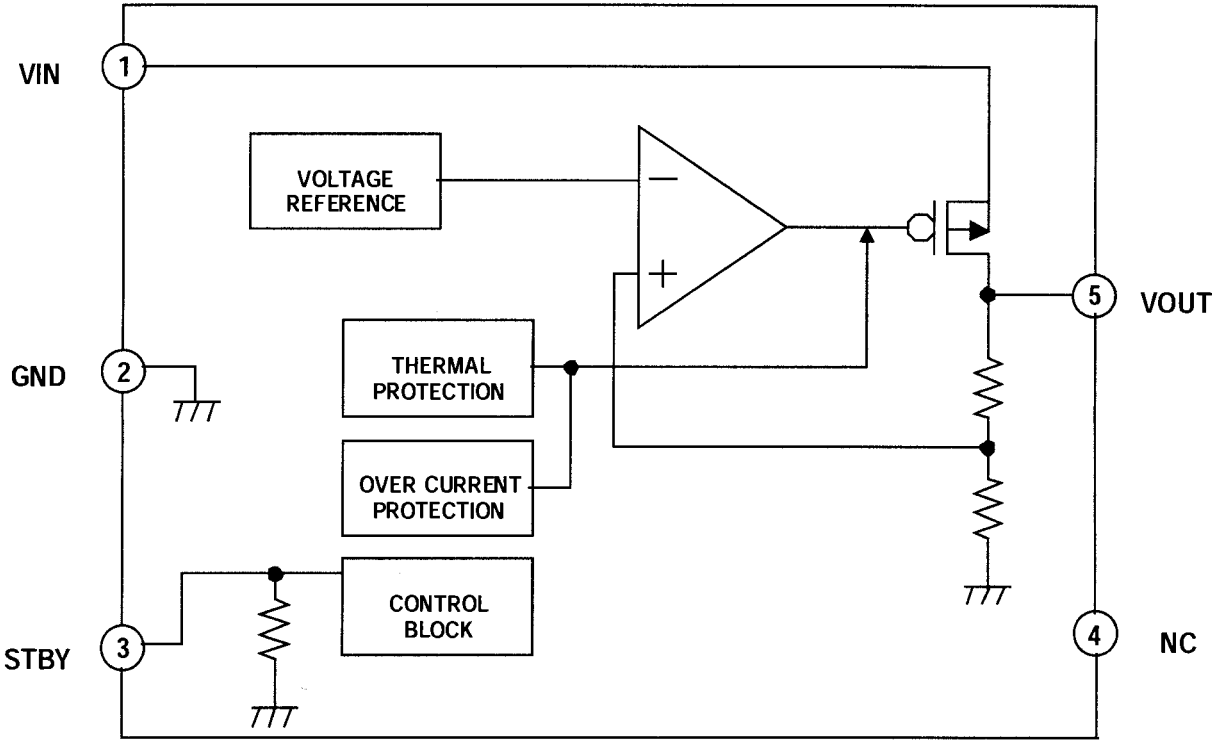 VIN
1
VOLTAGE
REFERENCE
−
+
5
VOUT
GND
2
THERMAL
PROTECTION
OVER CURRENT
PROTECTION
CONTROL
BLOCK
STBY
3
4
NC